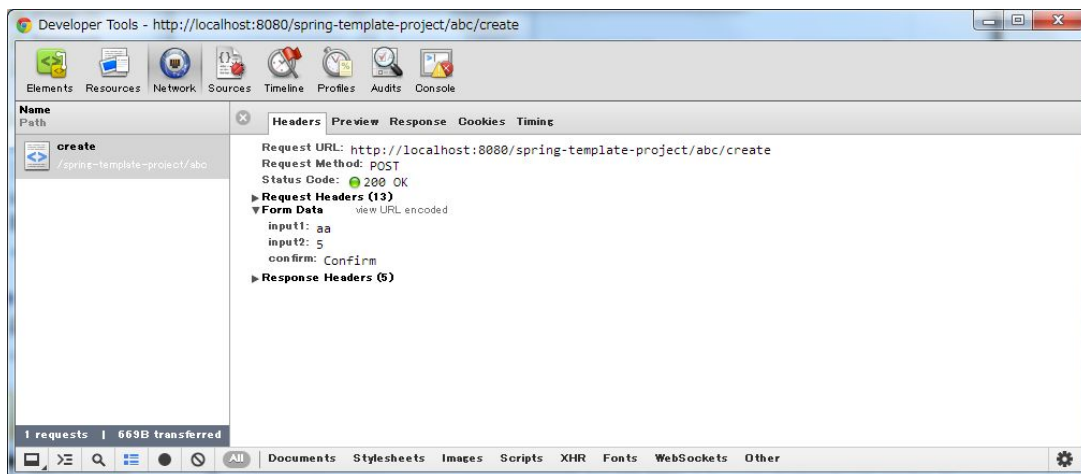 Developer Tools - http://localhost:8080/spring-template-project/abc/create
Elements Resources Network Sources Timeline Profiles Audits Console
Name
Path
Headers Preview Response Cookies Timing
create
/spring-template-project/abc
Request URL: http://localhost:8080/spring-template-project/abc/create
Request Method: POST
Status Code: 200 OK
Request Headers (13)
Form Data view URL encoded
input1: aa
input2: 5
confirm: Confirm
Response Headers (5)
1 requests | 669B transferred
All Documents Stylesheets Images Scripts XHR Fonts WebSockets Other